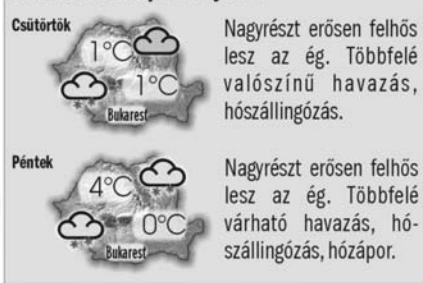 Csütörtök
1°C
1°C
Bukarest
Nagyrészt erősen felhős
lesz az ég. Többfelé
valószínű havazás,
hószállingózás.
Péntek
4°C
0°C
Bukarest
Nagyrészt erősen felhős
lesz az ég. Többfelé
várható havazás, hó-
szállingózás, hózápor.